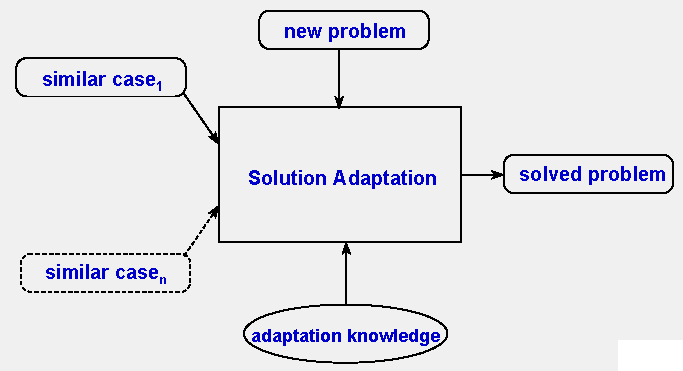 new problem
similar case1
Solution Adaptation
solved problem
similar casen
adaptation knowledge